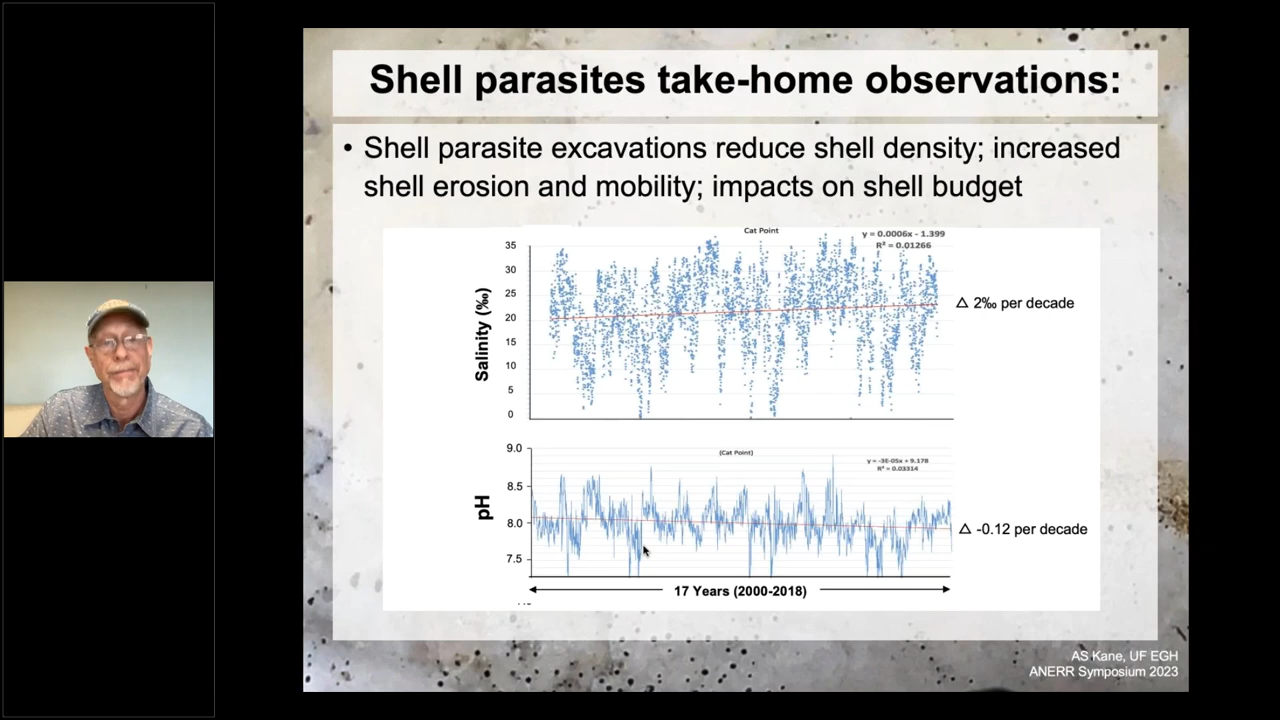 Shell parasites take-home observations:
• Shell parasite excavations reduce shell density; increased
shell erosion and mobility; impacts on shell budget
Cat Point
y = 0.0006x - 1.399
R² = 0.01266
Salinity (‰)
35
30
25
20
15
10
5
0
Δ 2‰ per decade
(Cat Point)
y = -3E-05x + 9.178
R² = 0.03314
pH
9.0
8.5
8.0
7.5
Δ -0.12 per decade
17 Years (2000-2018)
AS Kane, UF EGH
ANERR Symposium 2023